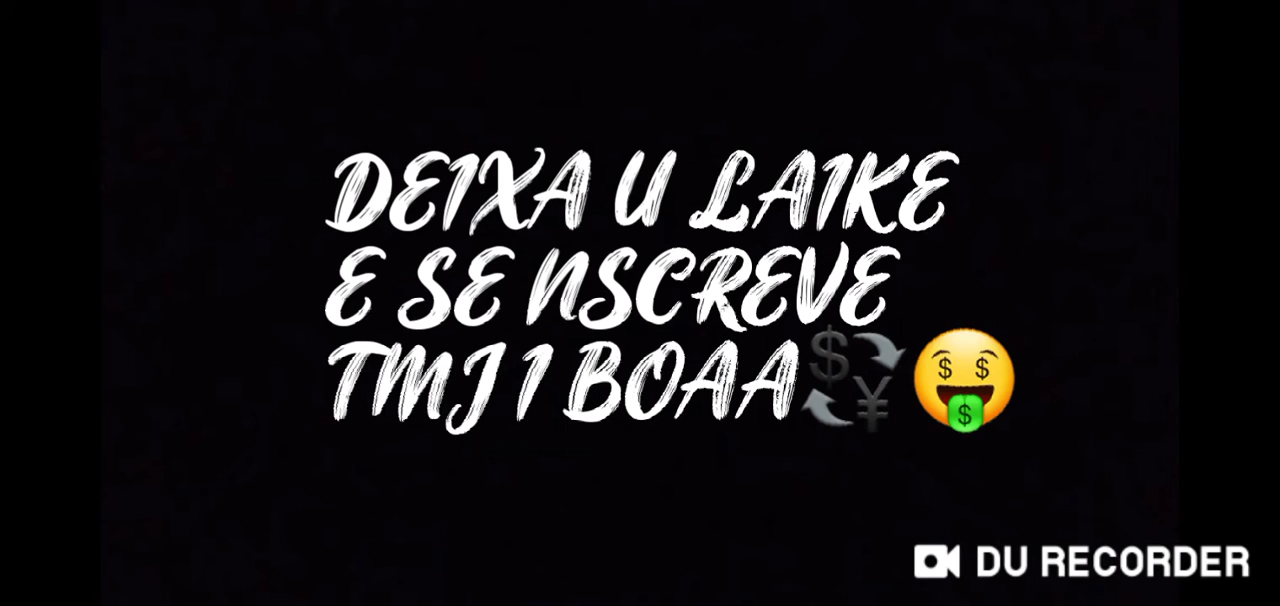 DEIXA U LAIKE
E SE NSCREVE
TMJ 1 BOAA💱🤑
DU RECORDER